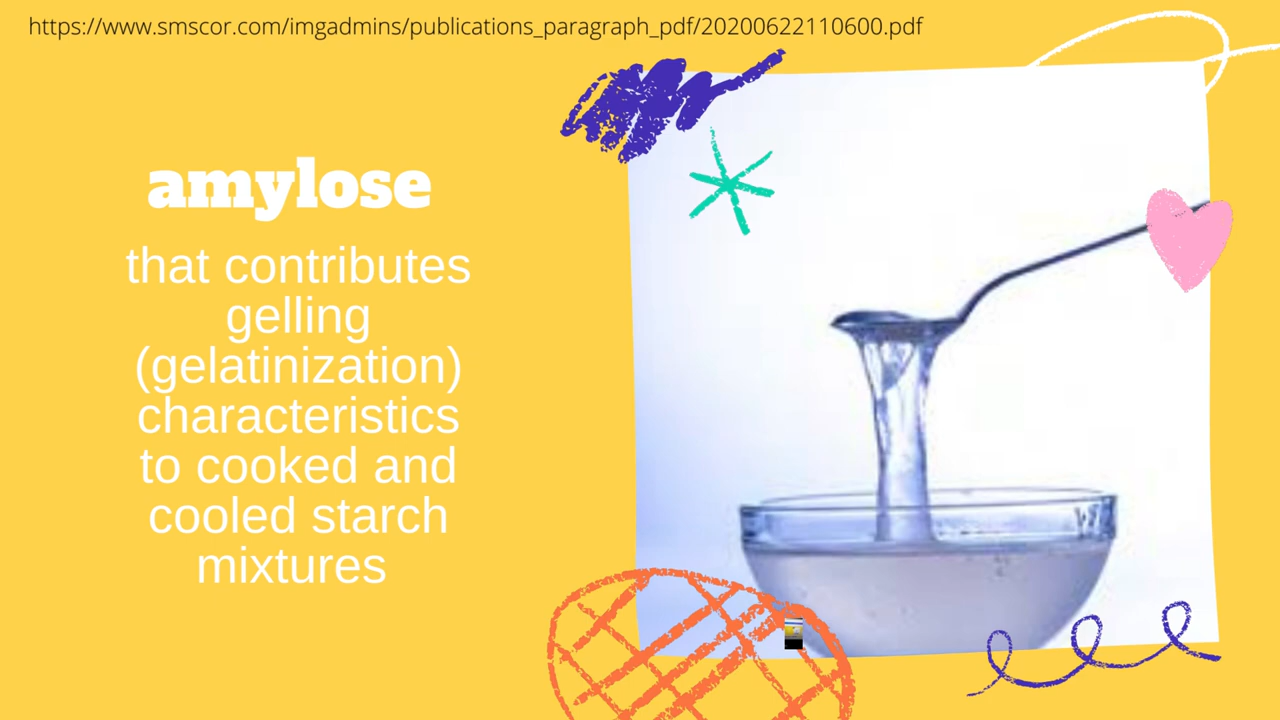 https://www.smscor.com/imgadmins/publications_paragraph_pdf/20200622110600.pdf
amylose
that contributes
gelling
(gelatinization)
characteristics
to cooked and
cooled starch
mixtures